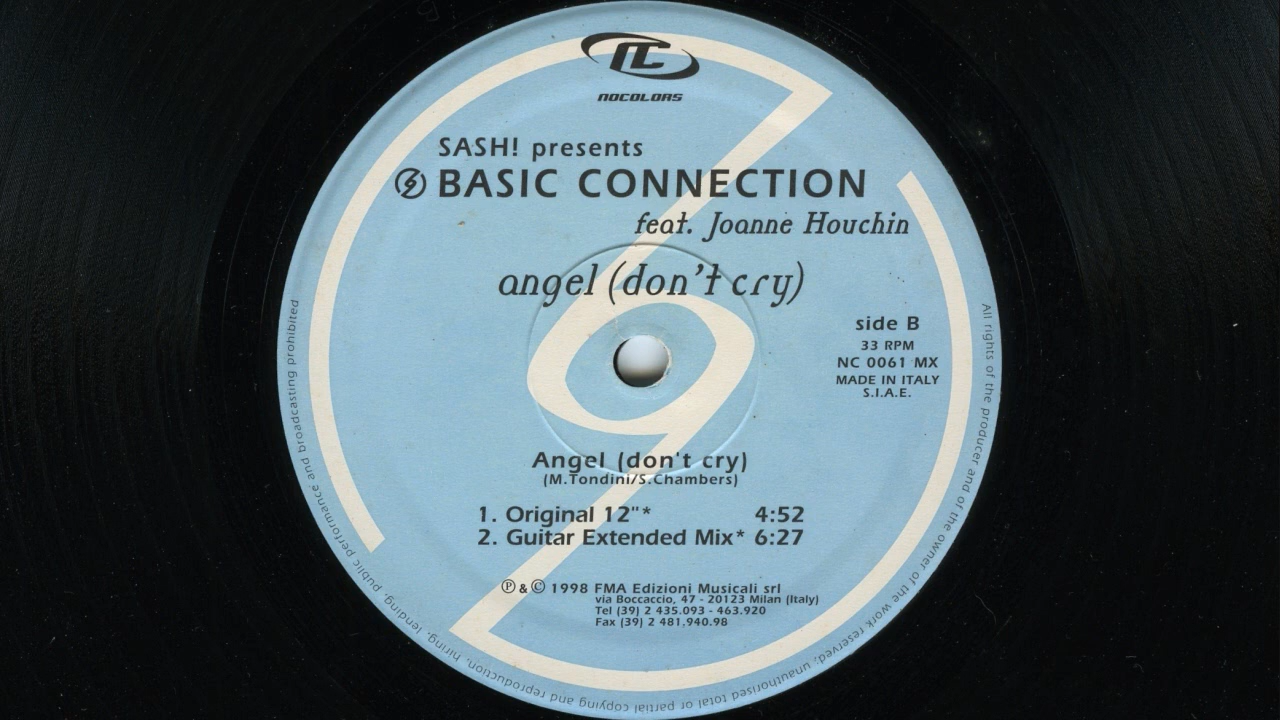 NC
NOCOLORS
SASH! presents
BASIC CONNECTION
feat. Joanne Houchin
angel (don't cry)
side B
33 RPM
NC 0061 MX
MADE IN ITALY
S.I.A.E.
Angel (don't cry)
(M.Tondini/S.Chambers)
1. Original 12"* 4:52
2. Guitar Extended Mix* 6:27
℗ & © 1998 FMA Edizioni Musicali srl
via Boccaccio, 47 - 20123 Milan (Italy)
Tel (39) 2 435.093 - 463.920
Fax (39) 2 481.940.98
All rights of the producer and of the owner of the work reserved; unauthorised total or partial copying and reproduction, hiring, lending, public performance and broadcasting prohibited